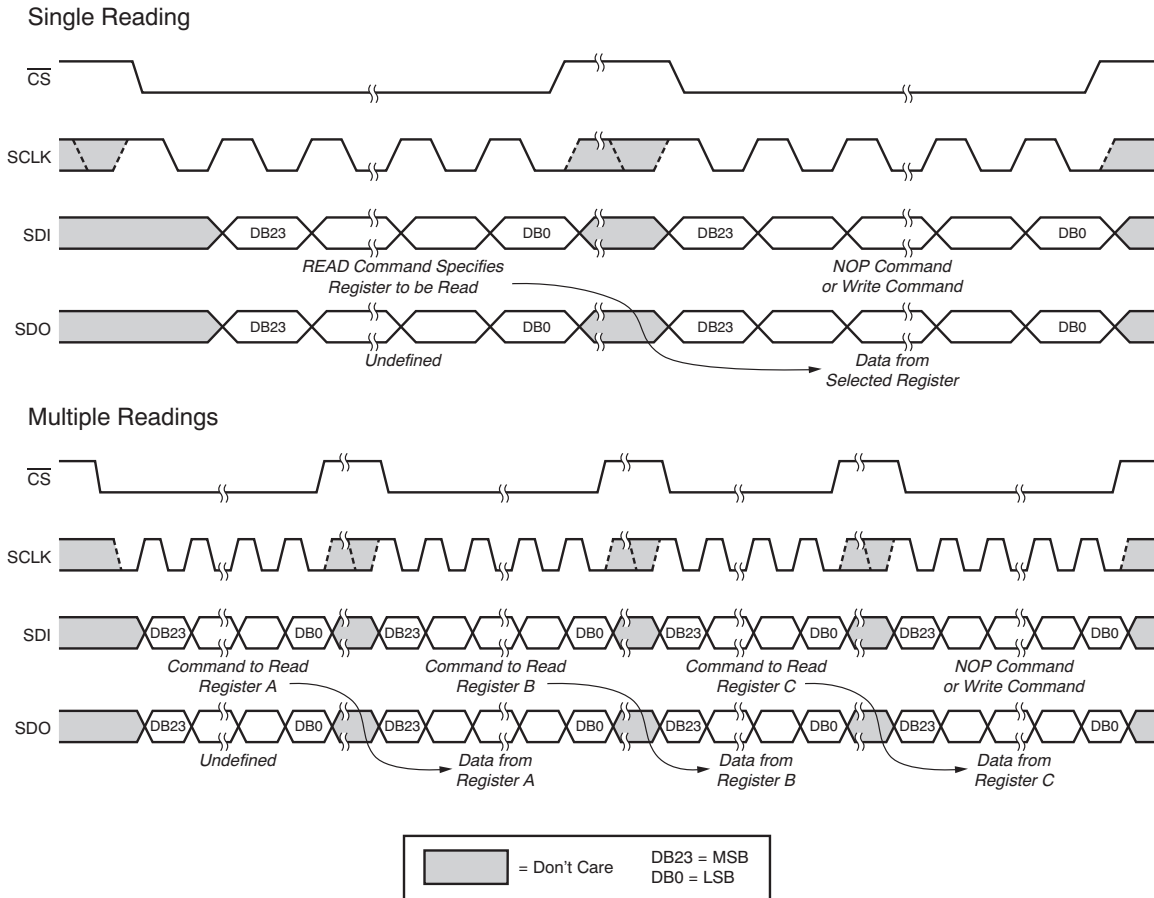 Single Reading
CS
SCLK
SDI DB23 DB0 DB23 DB0
READ Command Specifies
Register to be Read
NOP Command
or Write Command
SDO DB23 DB0 DB23 DB0
Undefined
Data from
Selected Register
Multiple Readings
CS
SCLK
SDI DB23 DB0 DB23 DB0 DB23 DB0 DB23 DB0
Command to Read
Register A
Command to Read
Register B
Command to Read
Register C
NOP Command
or Write Command
SDO DB23 DB0 DB23 DB0 DB23 DB0 DB23 DB0
Undefined
Data from
Register A
Data from
Register B
Data from
Register C
= Don't Care
DB23 = MSB
DB0 = LSB